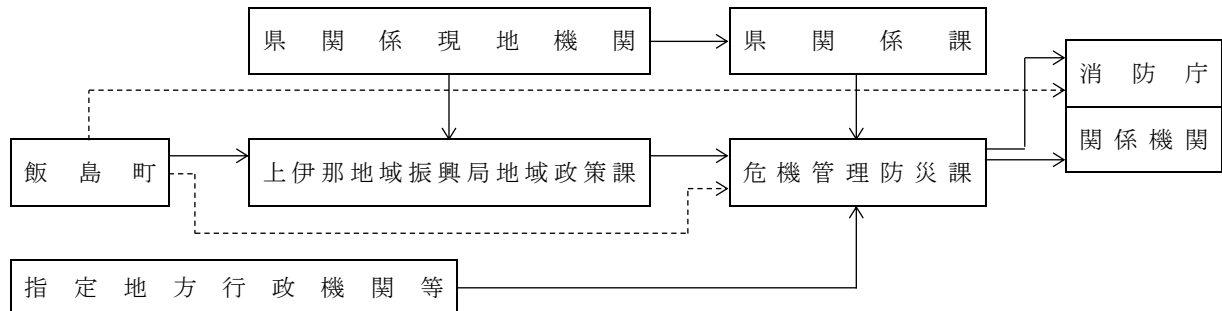 県関係現地機関
県関係課
消防庁
関係機関
飯島町
上伊那地域振興局地域政策課
危機管理防災課
指定地方行政機関等